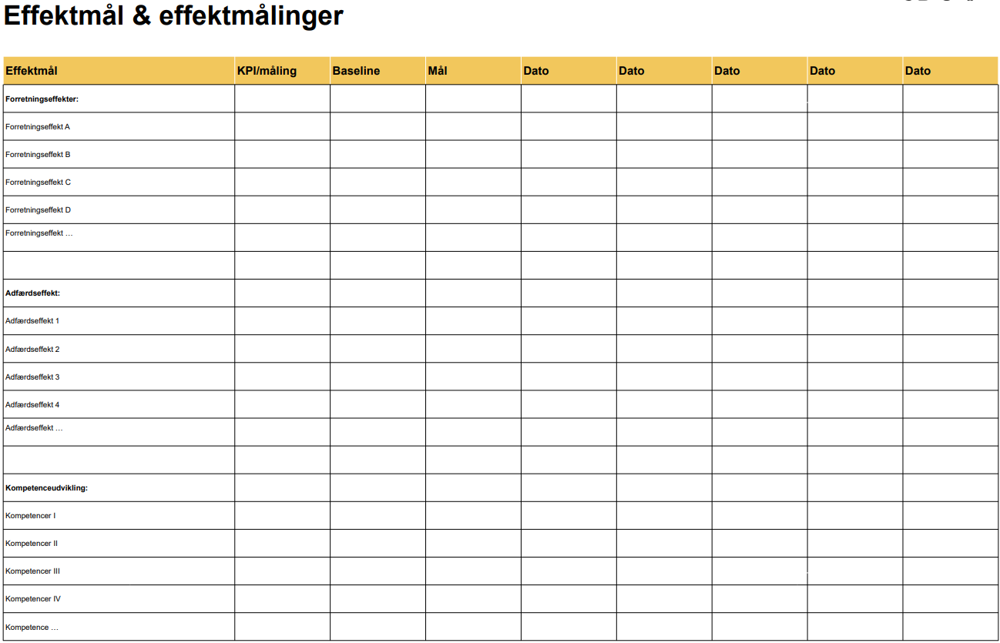 Effektmål & effektmålinger
Effektmål KPI/måling Baseline Mål Dato Dato Dato Dato Dato
Forretningseffekter:
Forretningseffekt A
Forretningseffekt B
Forretningseffekt C
Forretningseffekt D
Forretningseffekt …
Adfærdseffekt:
Adfærdseffekt 1
Adfærdseffekt 2
Adfærdseffekt 3
Adfærdseffekt 4
Adfærdseffekt …
Kompetenceudvikling:
Kompetencer I
Kompetencer II
Kompetencer III
Kompetencer IV
Kompetence …